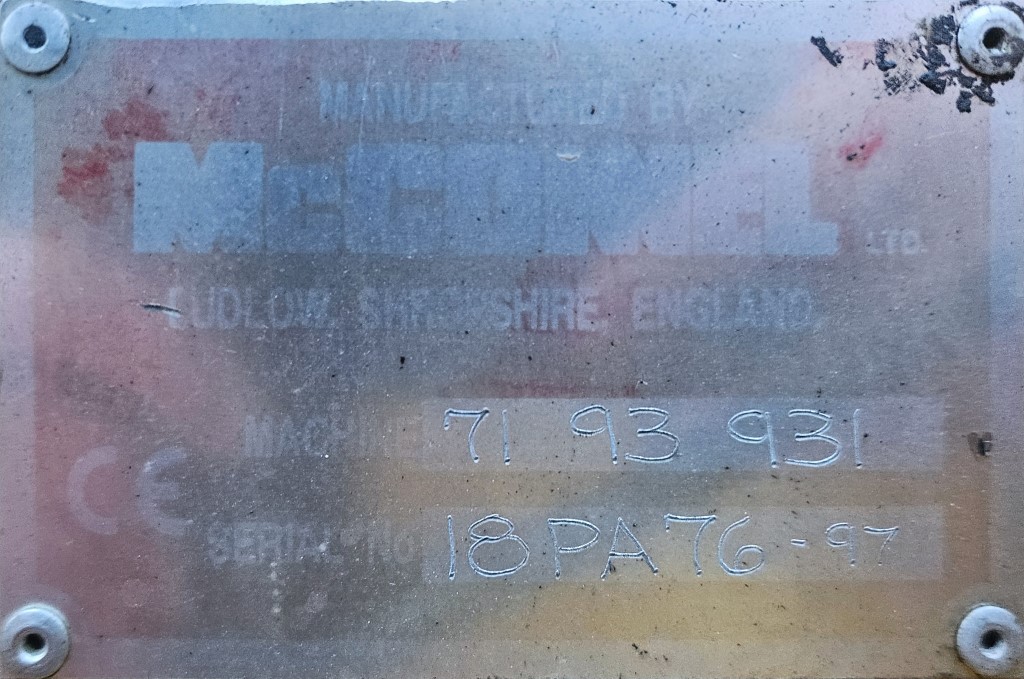 MANUFACTURED BY
McCONNEL LTD.
LUDLOW, SHROPSHIRE, ENGLAND.
MACHINE 71 93 931
CE
SERIAL NO 18PA76-97